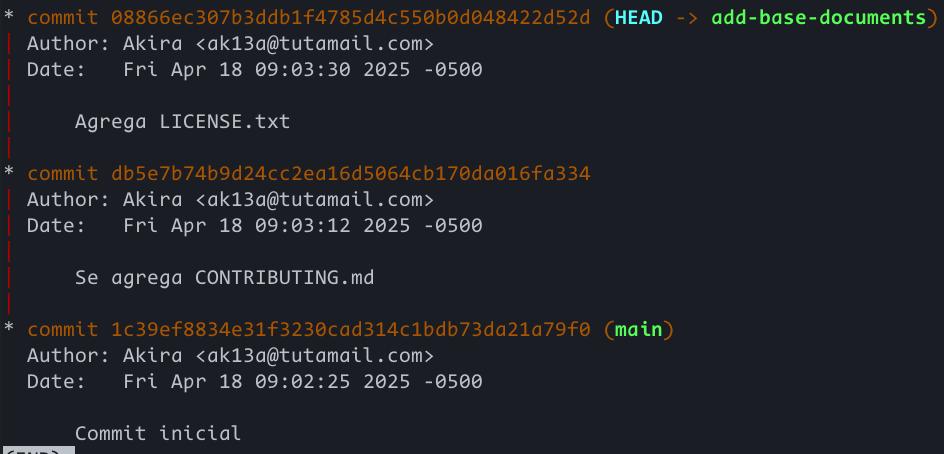 * commit 08866ec307b3ddb1f4785d4c550b0d048422d52d (HEAD -> add-base-documents)
| Author: Akira <ak13a@tutamail.com>
| Date:   Fri Apr 18 09:03:30 2025 -0500
|
|     Agrega LICENSE.txt
|
* commit db5e7b74b9d24cc2ea16d5064cb170da016fa334
| Author: Akira <ak13a@tutamail.com>
| Date:   Fri Apr 18 09:03:12 2025 -0500
|
|     Se agrega CONTRIBUTING.md
|
* commit 1c39ef8834e31f3230cad314c1bdb73da21a79f0 (main)
  Author: Akira <ak13a@tutamail.com>
  Date:   Fri Apr 18 09:02:25 2025 -0500

      Commit inicial